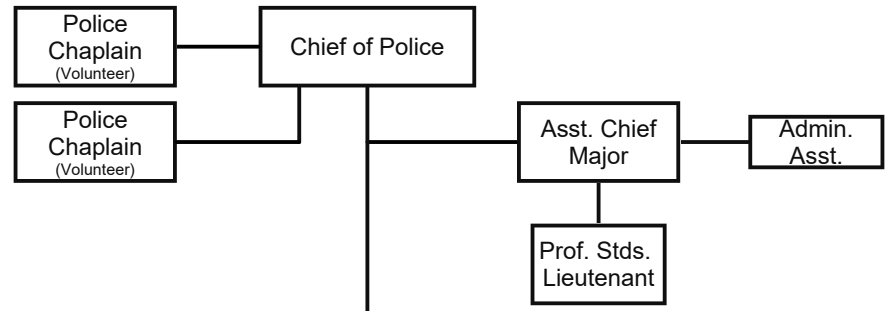 Police
Chaplain
(Volunteer)
Chief of Police
Police
Chaplain
(Volunteer)
Asst. Chief
Major
Admin.
Asst.
Prof. Stds.
Lieutenant